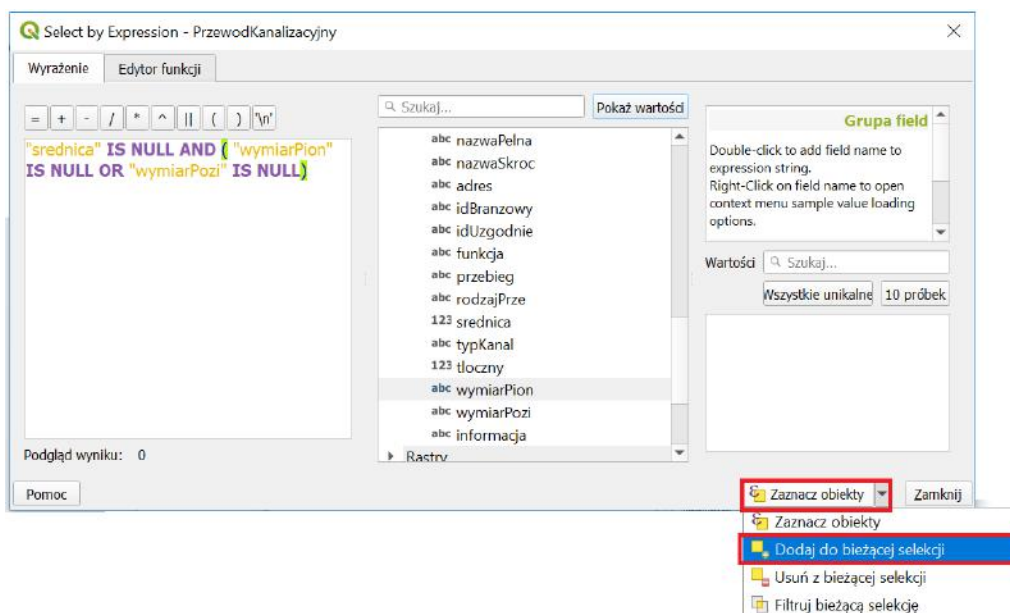 Select by Expression - PrzewodKanalizacyjny
Wyrażenie
Edytor funkcji
= + - / * ^ || ( ) '\n'
"srednica" IS NULL AND ( "wymiarPion"
IS NULL OR "wymiarPozi" IS NULL)
Podgląd wyniku: 0
Szukaj...
Pokaż wartości
abc nazwaPelna
abc nazwaSkroc
abc adres
abc idBranzowy
abc idUzgodnie
abc funkcja
abc przebieg
abc rodzajPrze
123 srednica
abc typKanal
123 tloczny
abc wymiarPion
abc wymiarPozi
abc informacja
Rastry
Grupa field
Double-click to add field name to
expression string.
Right-Click on field name to open
context menu sample value loading
options.
Wartości
Szukaj...
Wszystkie unikalne
10 próbek
Pomoc
Zaznacz obiekty
Zamknij
Zaznacz obiekty
Dodaj do bieżącej selekcji
Usuń z bieżącej selekcji
Filtruj bieżącą selekcję